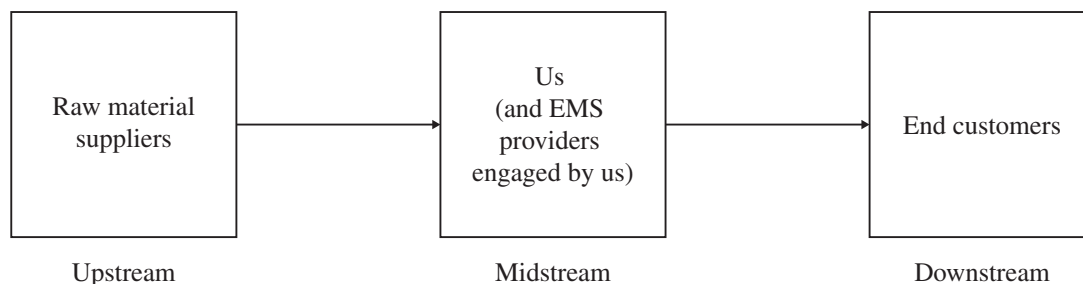 Raw material
suppliers
Us
(and EMS
providers
engaged by us)
End customers
Upstream
Midstream
Downstream